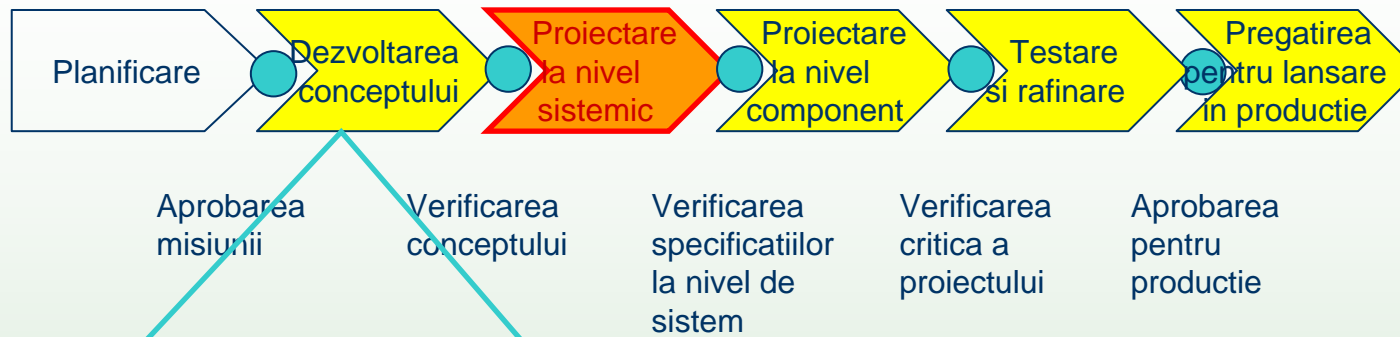 Planificare
Dezvoltarea
conceptului
Proiectare
la nivel
sistemic
Proiectare
la nivel
component
Testare
si rafinare
Pregatirea
pentru lansare
in productie
Aprobarea
misiunii
Verificarea
conceptului
Verificarea
specificatiilor
la nivel de
sistem
Verificarea
critica a
proiectului
Aprobarea
pentru
productie